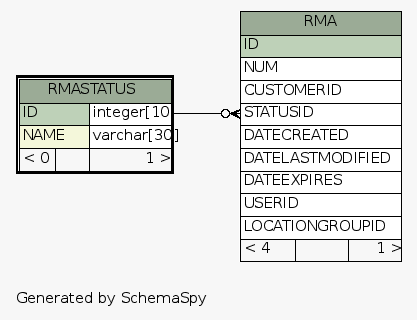 RMASTATUS
ID integer[10
NAME varchar[30]
< 0 1 >
RMA
ID
NUM
CUSTOMERID
STATUSID
DATECREATED
DATELASTMODIFIED
DATEEXPIRES
USERID
LOCATIONGROUPID
< 4 1 >
Generated by SchemaSpy